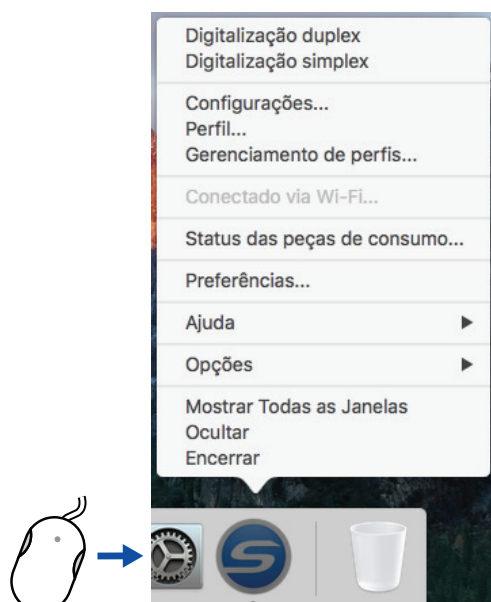 Digitalização duplex
Digitalização simplex
Configurações...
Perfil...
Gerenciamento de perfis...
Conectado via Wi-Fi...
Status das peças de consumo...
Preferências...
Ajuda
Opções
Mostrar Todas as Janelas
Ocultar
Encerrar